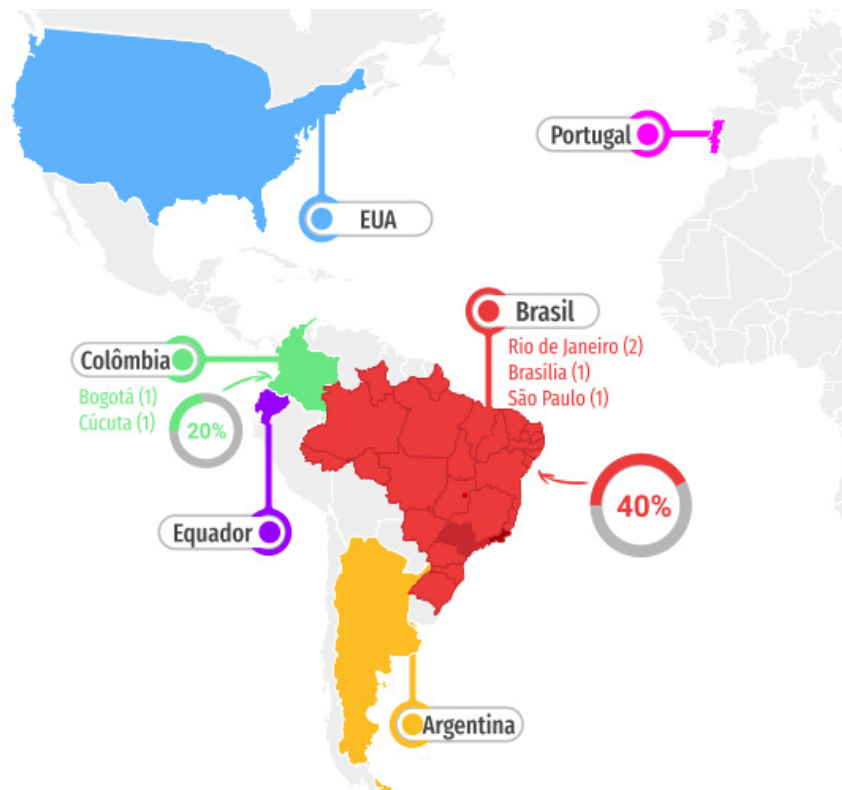 Portugal
EUA
Brasil
Rio de Janeiro (2)
Brasília (1)
São Paulo (1)
Colômbia
Bogotá (1)
Cúcuta (1)
20%
40%
Equador
Argentina